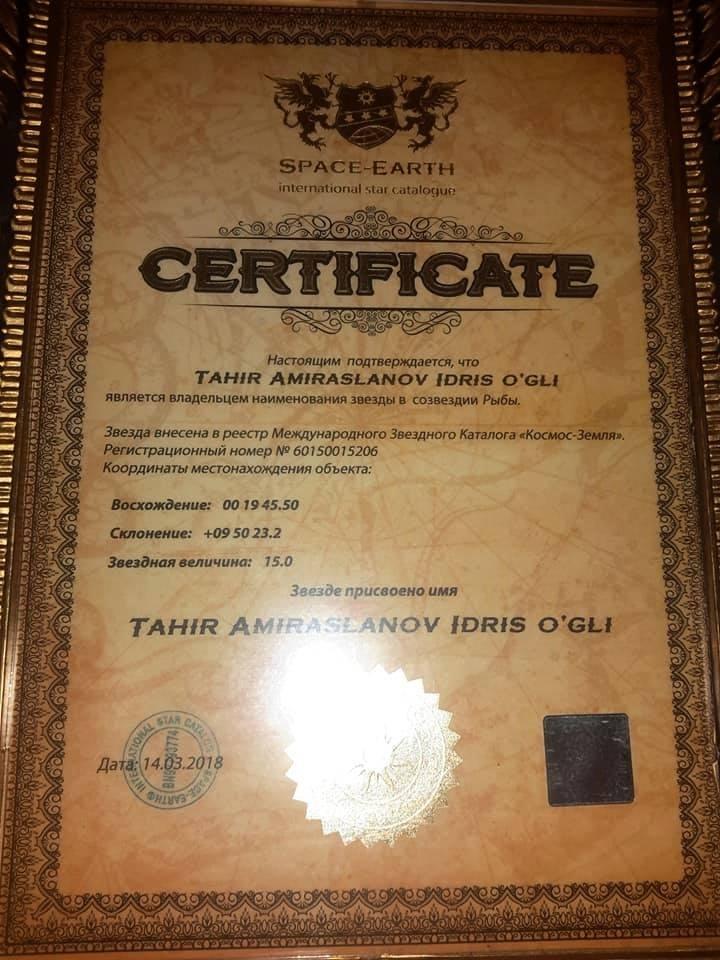 SPACE-EARTH
international star catalogue
CERTIFICATE
Настоящим подтверждается, что
TAHIR AMIRASLANOV IDRIS O'GLI
является владельцем наименования звезды в созвездии Рыбы.
Звезда внесена в реестр Международного Звездного Каталога «Космос-Земля».
Регистрационный номер № 60150015206
Координаты местонахождения объекта:
Восхождение: 00 19 45.50
Склонение: +09 50 23.2
Звездная величина: 15.0
Звезде присвоено имя
TAHIR AMIRASLANOV IDRIS O'GLI
Дата: 14.03.2018
INTERNATIONAL STAR CATALOG
SPACE-EARTH®